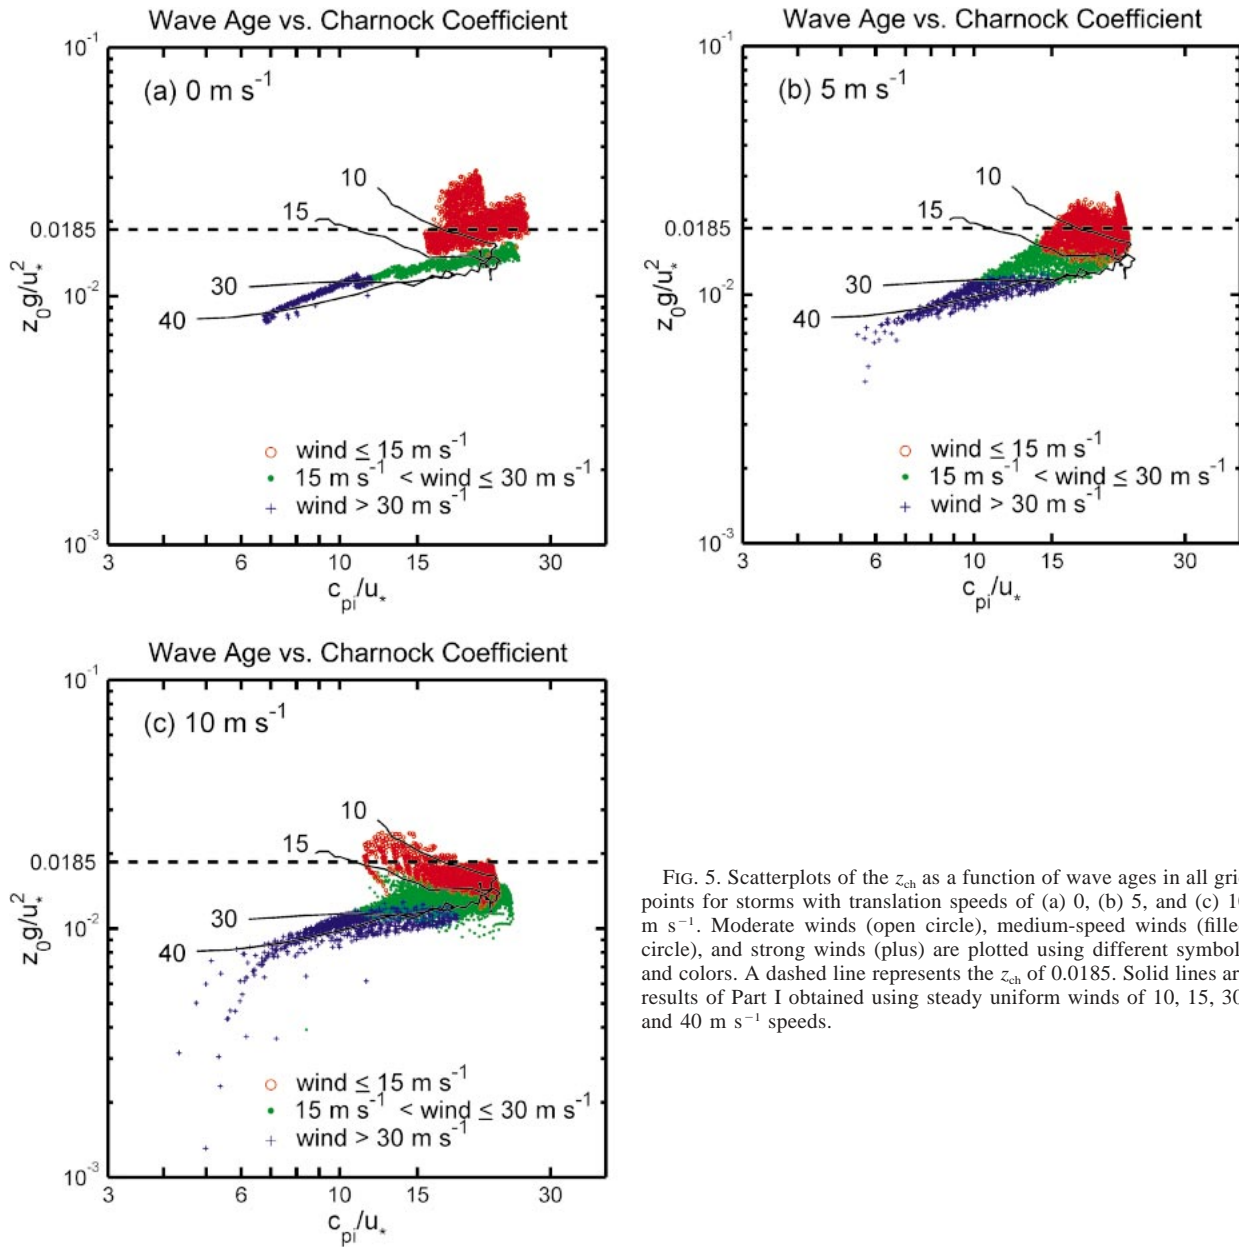 Wave Age vs. Charnock Coefficient
(a) 0 m s⁻¹
10⁻¹
0.0185
10⁻²
10⁻³
z₀g/u*²
10
15
30
40
wind ≤ 15 m s⁻¹
15 m s⁻¹ < wind ≤ 30 m s⁻¹
wind > 30 m s⁻¹
3 6 10 15 30
c_pi/u*
Wave Age vs. Charnock Coefficient
(b) 5 m s⁻¹
10⁻¹
0.0185
10⁻²
10⁻³
z₀g/u*²
10
15
30
40
wind ≤ 15 m s⁻¹
15 m s⁻¹ < wind ≤ 30 m s⁻¹
wind > 30 m s⁻¹
3 6 10 15 30
c_pi/u*
Wave Age vs. Charnock Coefficient
(c) 10 m s⁻¹
10⁻¹
0.0185
10⁻²
10⁻³
z₀g/u*²
10
15
30
40
wind ≤ 15 m s⁻¹
15 m s⁻¹ < wind ≤ 30 m s⁻¹
wind > 30 m s⁻¹
3 6 10 15 30
c_pi/u*
FIG. 5. Scatterplots of the z_ch as a function of wave ages in all gri
points for storms with translation speeds of (a) 0, (b) 5, and (c) 1
m s⁻¹. Moderate winds (open circle), medium-speed winds (fille
circle), and strong winds (plus) are plotted using different symbol
and colors. A dashed line represents the z_ch of 0.0185. Solid lines ar
results of Part I obtained using steady uniform winds of 10, 15, 30
and 40 m s⁻¹ speeds.